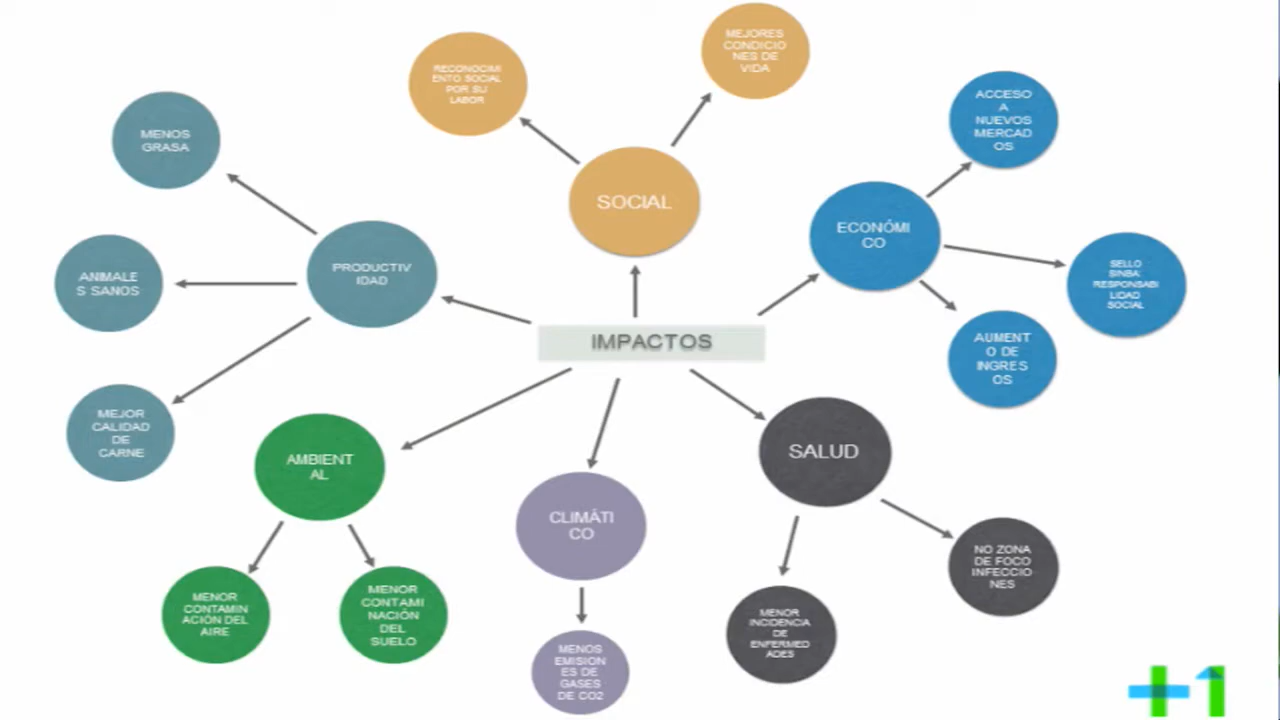 MEJORES
CONDICIO
NES DE
VIDA
RECONOCIMI
ENTO SOCIAL
POR SU
LABOR
ACCESO
A
NUEVOS
MERCAD
OS
MENOS
GRASA
SOCIAL
ECONÓMI
CO
PRODUCTIV
IDAD
ANIMALE
S SANOS
SELLO
SINBA:
RESPONSABI
LIDAD
SOCIAL
IMPACTOS
AUMENT
O DE
INGRES
OS
MEJOR
CALIDAD
DE
CARNE
AMBIENT
AL
SALUD
CLIMÁTI
CO
NO ZONA
DE FOCO
INFECCIO
NES
MENOR
CONTAMIN
ACIÓN DEL
AIRE
MENOR
CONTAMI
NACIÓN
DEL
SUELO
MENOR
INCIDENCIA
DE
ENFERMED
ADES
MENOS
EMISION
ES DE
GASES
DE CO2
+1